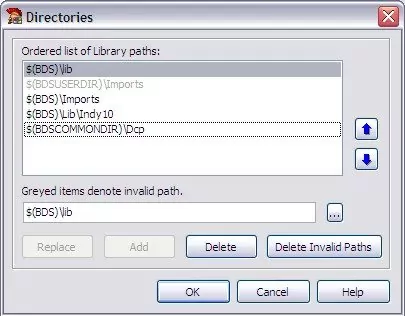 Directories
Ordered list of Library paths:
$(BDS)\lib
$(BDSUSERDIR)\Imports
$(BDS)\Imports
$(BDS)\Lib\Indy10
$(BDSCOMMONDIR)\Dcp
Greyed items denote invalid path.
$(BDS)\lib
...
Replace Add Delete Delete Invalid Paths
OK Cancel Help